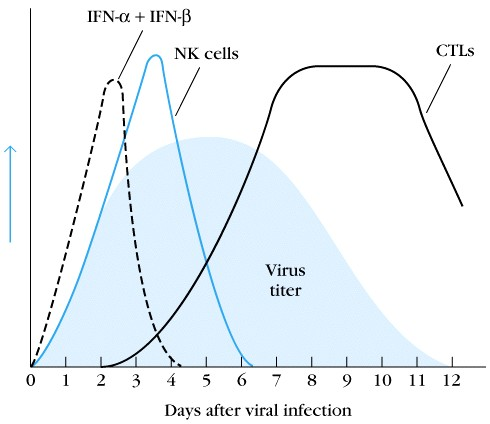 IFN-α + IFN-β
NK cells
CTLs
Virus
titer
0 1 2 3 4 5 6 7 8 9 10 11 12
Days after viral infection